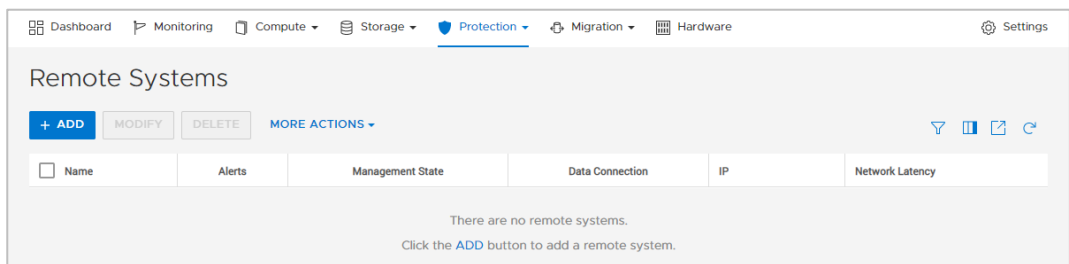 Dashboard Monitoring Compute Storage Protection Migration Hardware Settings
Remote Systems
+ ADD MODIFY DELETE MORE ACTIONS
Name Alerts Management State Data Connection IP Network Latency
There are no remote systems.
Click the ADD button to add a remote system.